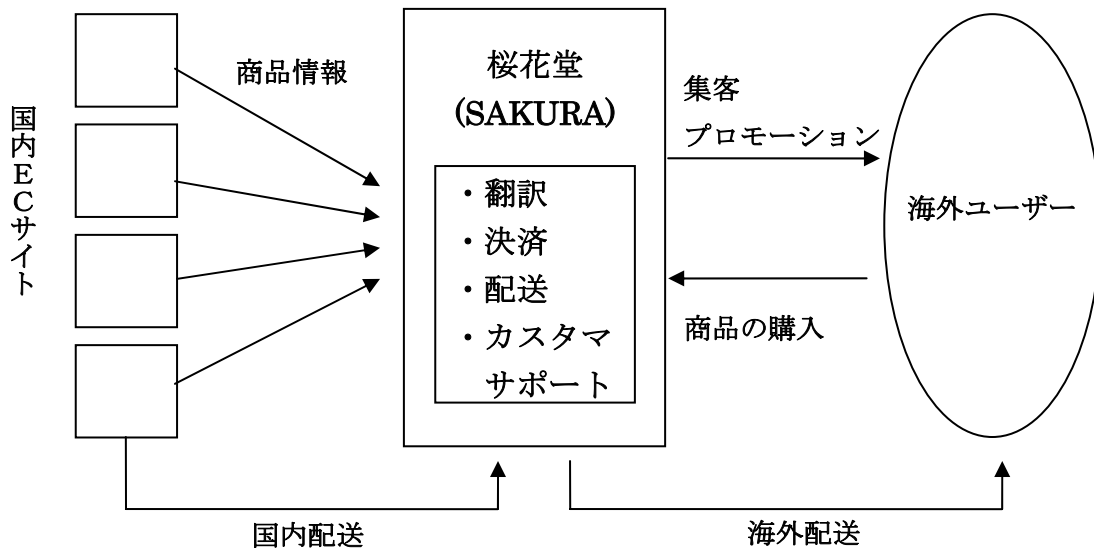 国内ECサイト
商品情報
桜花堂
(SAKURA)
・翻訳
・決済
・配送
・カスタマ
サポート
集客
プロモーション
海外ユーザー
商品の購入
国内配送
海外配送